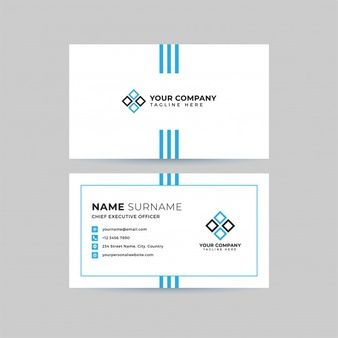 YOUR COMPANY
TAGLINE HERE
NAME SURNAME
CHIEF EXECUTIVE OFFICER
yourname@mail.com
+12 3456 7890
234 Street Name, City, Country
yourpersonalwebsite.com
YOUR COMPANY
TAGLINE HERE